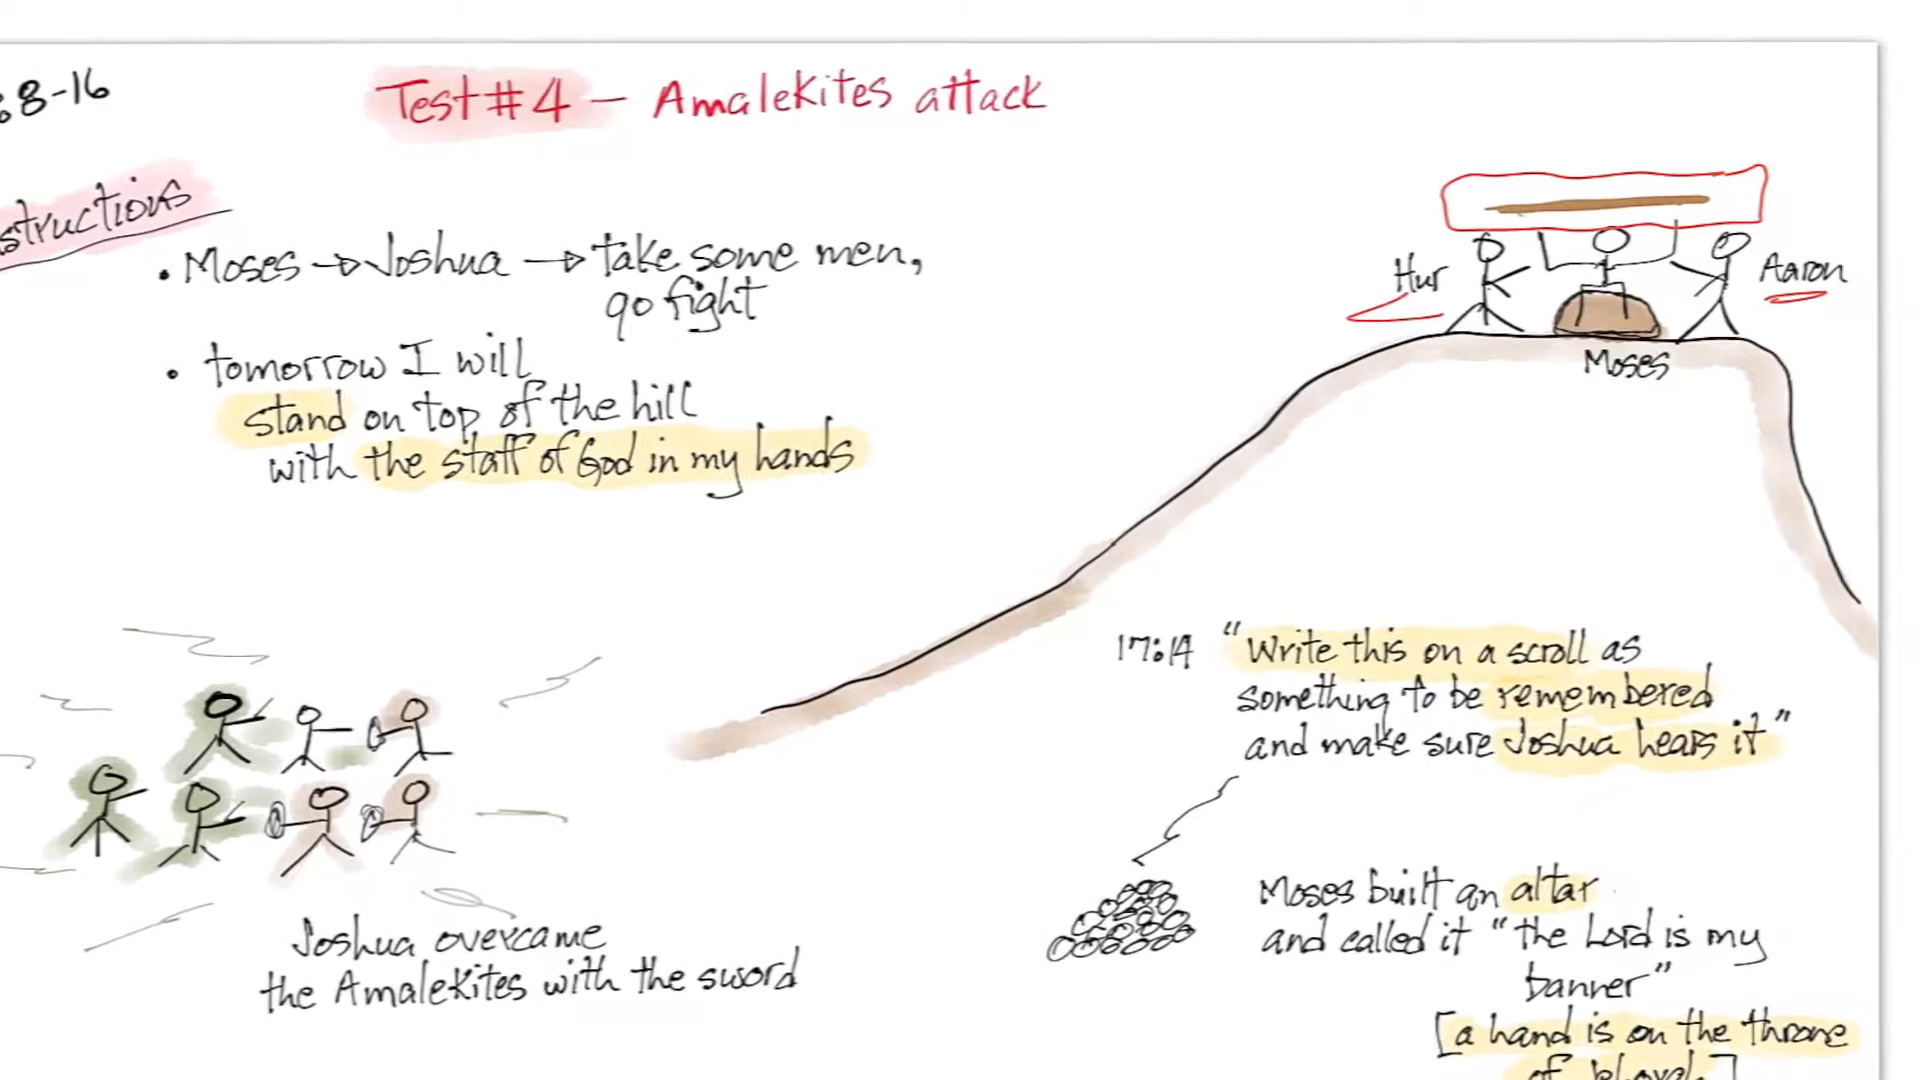 :8-16
Test #4 – Amalekites attack
structions
• Moses → Joshua → take some men,
go fight
• tomorrow I will
stand on top of the hill
with the staff of God in my hands
Hur
Aaron
Moses
17:14 "Write this on a scroll as
something to be remembered
and make sure Joshua hears it"
Joshua overcame
the Amalekites with the sword
Moses built an altar
and called it "the Lord is my
banner"
[a hand is on the throne
of